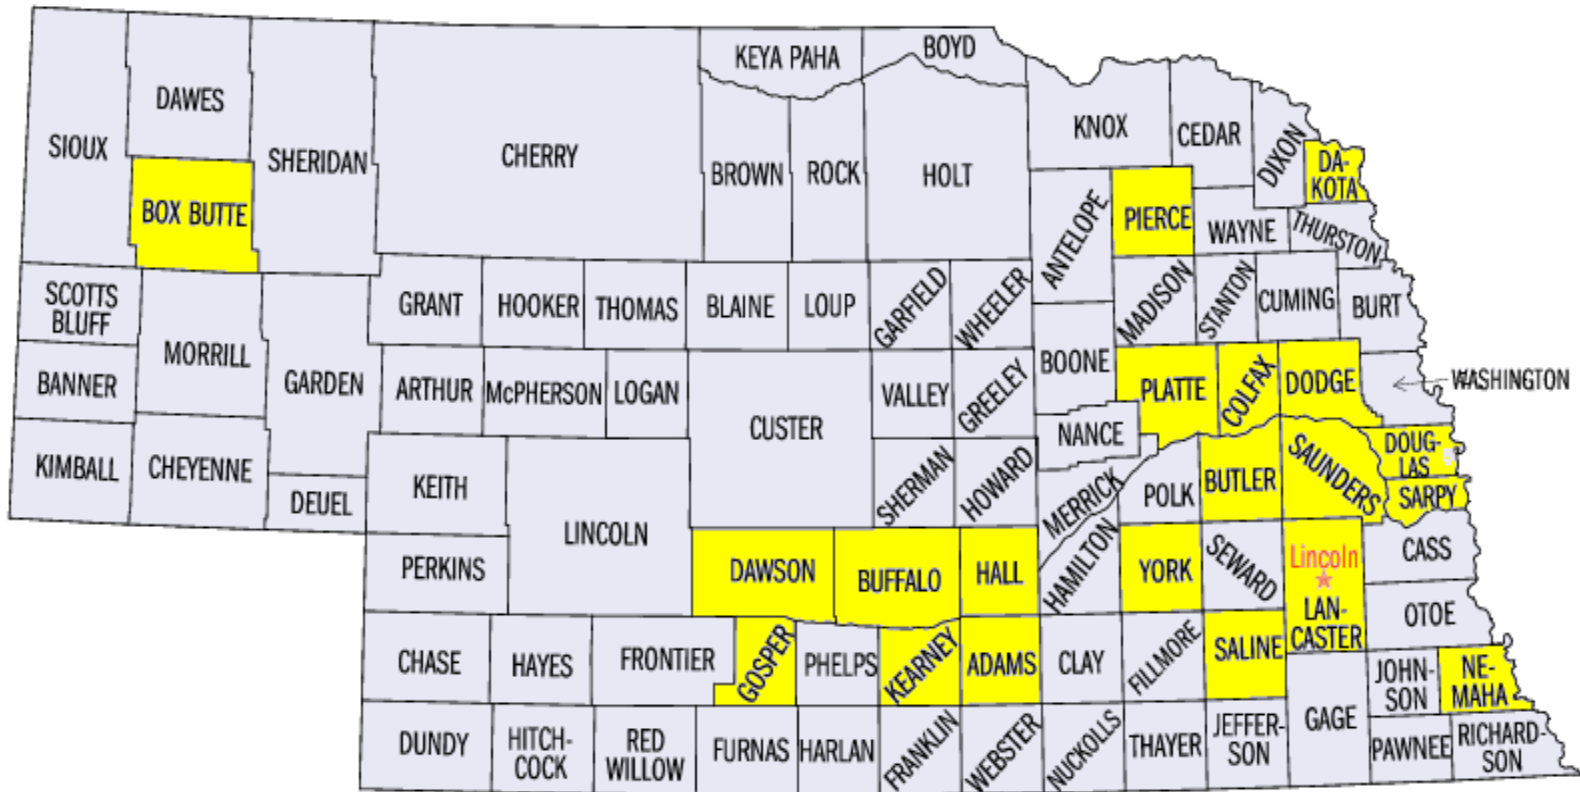 KEYA PAHA
BOYD
DAWES
SIOUX
SHERIDAN
CHERRY
BROWN
ROCK
HOLT
KNOX
CEDAR
DIXON
DA-
KOTA
BOX BUTTE
ANTELOPE
PIERCE
WAYNE
THURSTON
SCOTTS
BLUFF
MORRILL
GARDEN
GRANT
HOOKER
THOMAS
BLAINE
LOUP
GARFIELD
WHEELER
MADISON
STANTON
CUMING
BURT
BANNER
ARTHUR
McPHERSON
LOGAN
CUSTER
VALLEY
GREELEY
BOONE
PLATTE
COLFAX
DODGE
WASHINGTON
KIMBALL
CHEYENNE
DEUEL
KEITH
LINCOLN
SHERMAN
HOWARD
NANCE
MERRICK
POLK
BUTLER
SAUNDERS
DOUG-
LAS
SARPY
PERKINS
DAWSON
BUFFALO
HALL
HAMILTON
YORK
SEWARD
Lincoln
LAN-
CASTER
CASS
OTOE
CHASE
HAYES
FRONTIER
GOSPER
PHELPS
KEARNEY
ADAMS
CLAY
FILLMORE
SALINE
JOHN-
SON
NE-
MAHA
DUNDY
HITCH-
COCK
RED
WILLOW
FURNAS
HARLAN
FRANKLIN
WEBSTER
NUCKOLLS
THAYER
JEFFER-
SON
GAGE
PAWNEE
RICHARD-
SON